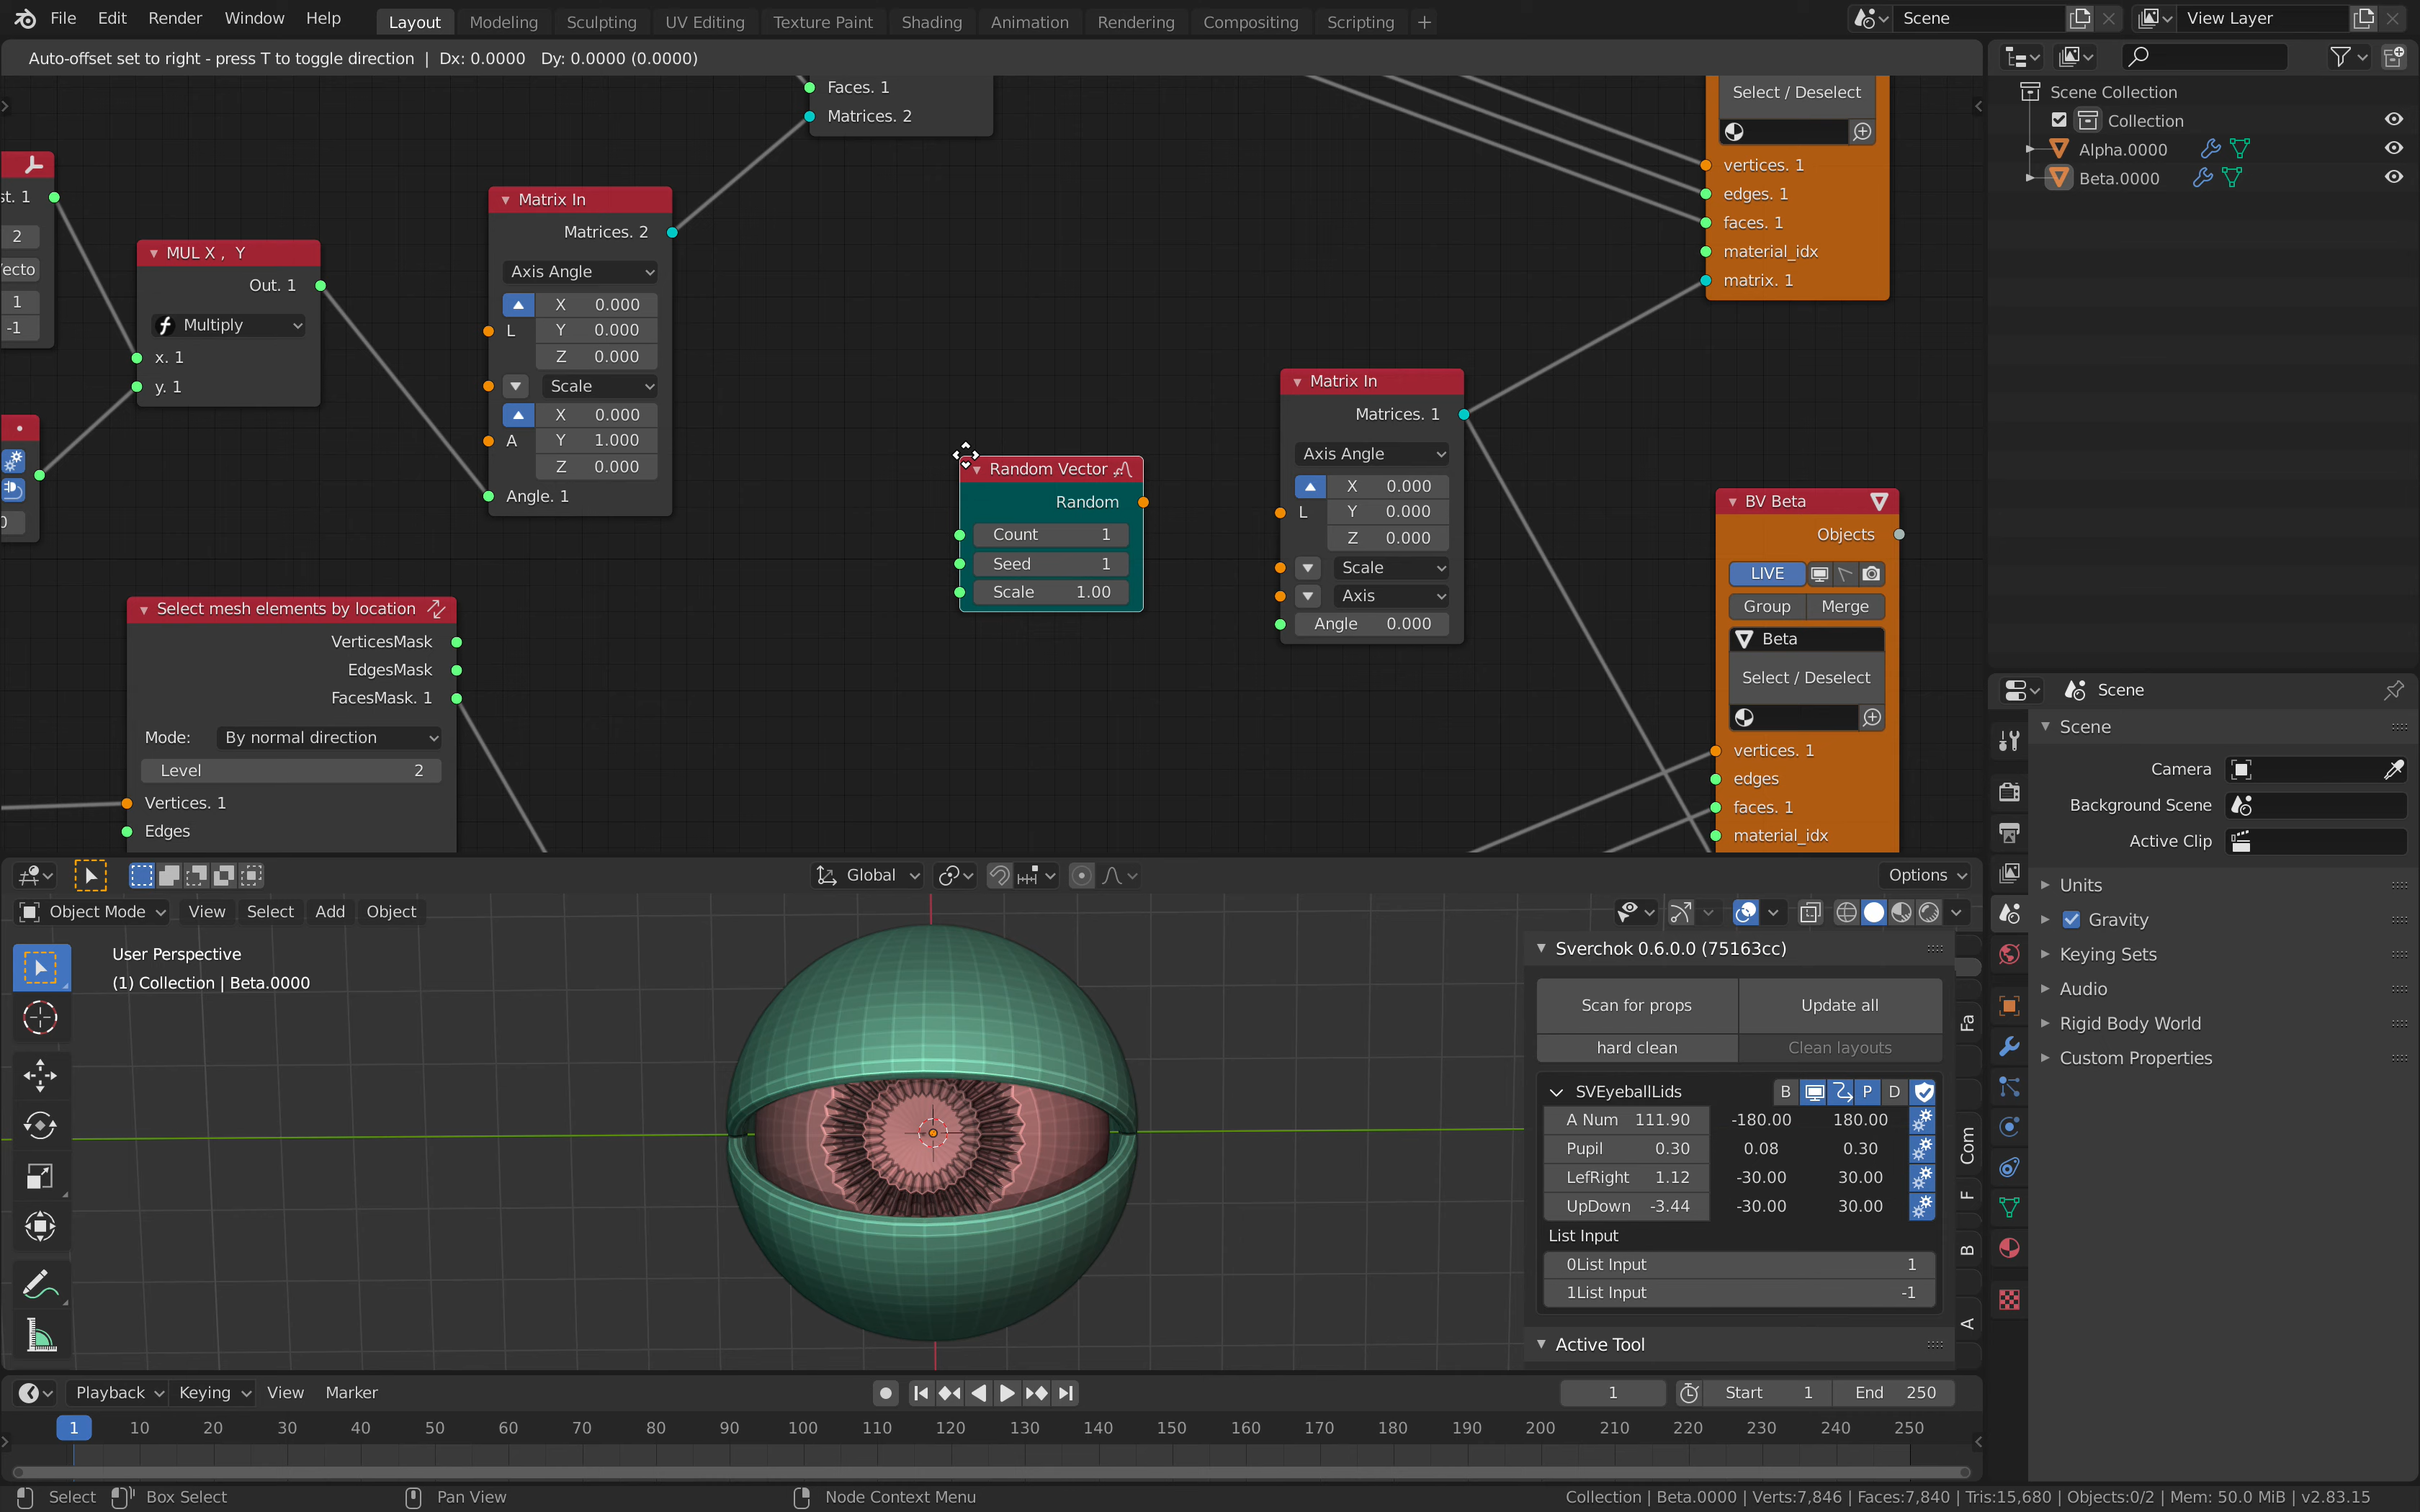 File Edit Render Window Help Layout Modeling Sculpting UV Editing Texture Paint Shading Animation Rendering Compositing Scripting + Scene View Layer
Auto-offset set to right - press T to toggle direction | Dx: 0.0000 Dy: 0.0000 (0.0000)
Faces. 1
Matrices. 2
st. 1
2
ecto
1
-1
MUL X , Y
Out. 1
Multiply
x. 1
y. 1
Matrix In
Matrices. 2
Axis Angle
X 0.000
L Y 0.000
Z 0.000
Scale
X 0.000
A Y 1.000
Z 0.000
Angle. 1
Random Vector
Random
Count 1
Seed 1
Scale 1.00
Matrix In
Matrices. 1
Axis Angle
X 0.000
L Y 0.000
Z 0.000
Scale
Axis
Angle 0.000
Select / Deselect
vertices. 1
edges. 1
faces. 1
material_idx
matrix. 1
BV Beta
Objects
LIVE
Group Merge
Beta
Select / Deselect
vertices. 1
edges
faces. 1
material_idx
Select mesh elements by location
VerticesMask
EdgesMask
FacesMask. 1
Mode: By normal direction
Level 2
Vertices. 1
Edges
Scene Collection
Collection
Alpha.0000
Beta.0000
Scene
Scene
Camera
Background Scene
Active Clip
Units
Gravity
Keying Sets
Audio
Rigid Body World
Custom Properties
Global Options
Object Mode View Select Add Object
User Perspective
(1) Collection | Beta.0000
Sverchok 0.6.0.0 (75163cc)
Scan for props Update all
hard clean Clean layouts
SVEyeballLids B P D
A Num 111.90 -180.00 180.00
Pupil 0.30 0.08 0.30
LefRight 1.12 -30.00 30.00
UpDown -3.44 -30.00 30.00
List Input
0List Input 1
1List Input -1
Active Tool
Fa
Com
F
B
A
Playback Keying View Marker 1 Start 1 End 250
1 10 20 30 40 50 60 70 80 90 100 110 120 130 140 150 160 170 180 190 200 210 220 230 240 250
Select Box Select Pan View Node Context Menu Collection | Beta.0000 | Verts:7,846 | Faces:7,840 | Tris:15,680 | Objects:0/2 | Mem: 50.0 MiB | v2.83.15